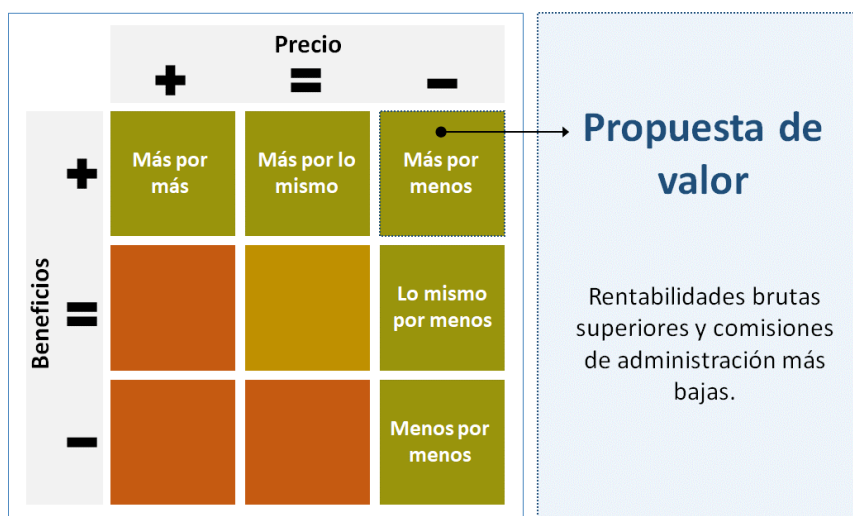 Precio
+ = −
Beneficios
+
Más por
más
Más por lo
mismo
Más por
menos
=
Lo mismo
por menos
−
Menos por
menos
Propuesta de
valor
Rentabilidades brutas
superiores y comisiones
de administración más
bajas.